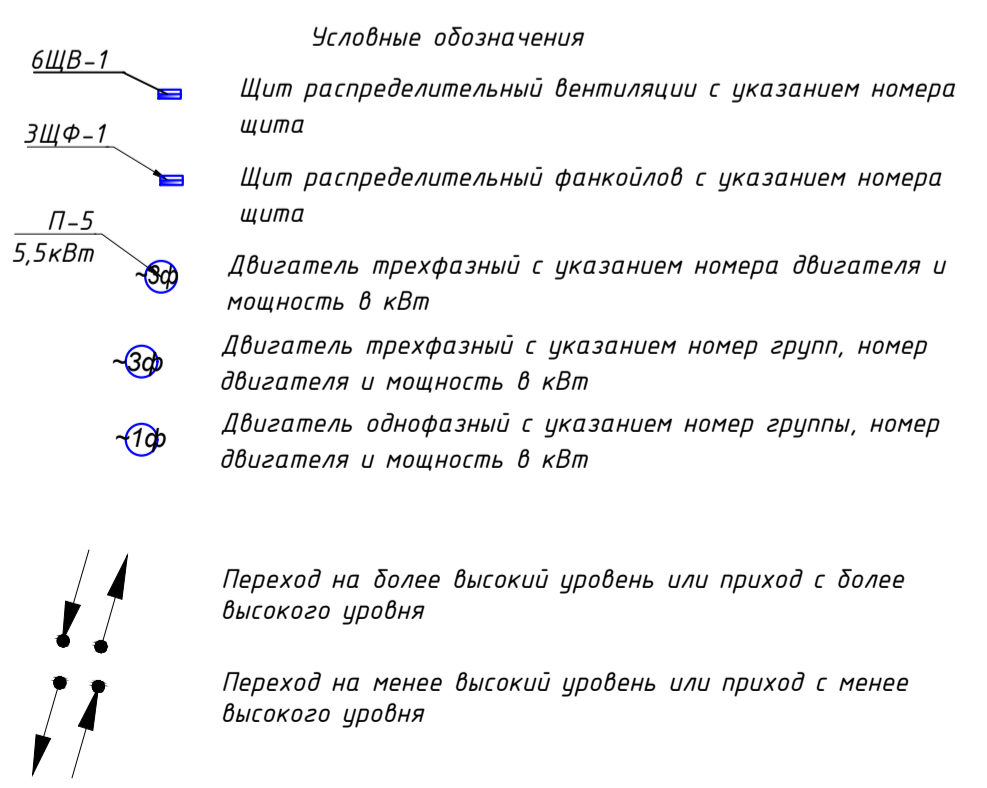 Условные обозначения
6ЩВ-1
Щит распределительный вентиляции с указанием номера
щита
3ЩФ-1
Щит распределительный фанкойлов с указанием номера
щита
П-5
5,5кВт
~3ф
Двигатель трехфазный с указанием номера двигателя и
мощность в кВт
~3ф
Двигатель трехфазный с указанием номер групп, номер
двигателя и мощность в кВт
~1ф
Двигатель однофазный с указанием номер группы, номер
двигателя и мощность в кВт
Переход на более высокий уровень или приход с более
высокого уровня
Переход на менее высокий уровень или приход с менее
высокого уровня